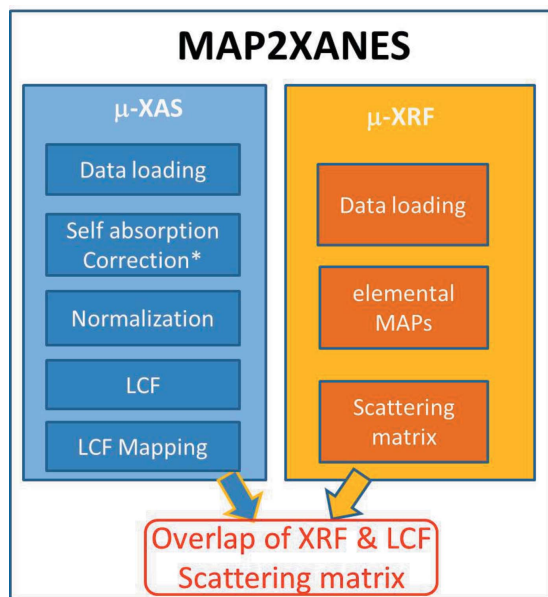 MAP2XANES
μ-XAS
Data loading
Self absorption
Correction*
Normalization
LCF
LCF Mapping
μ-XRF
Data loading
elemental
MAPs
Scattering
matrix
Overlap of XRF & LCF
Scattering matrix